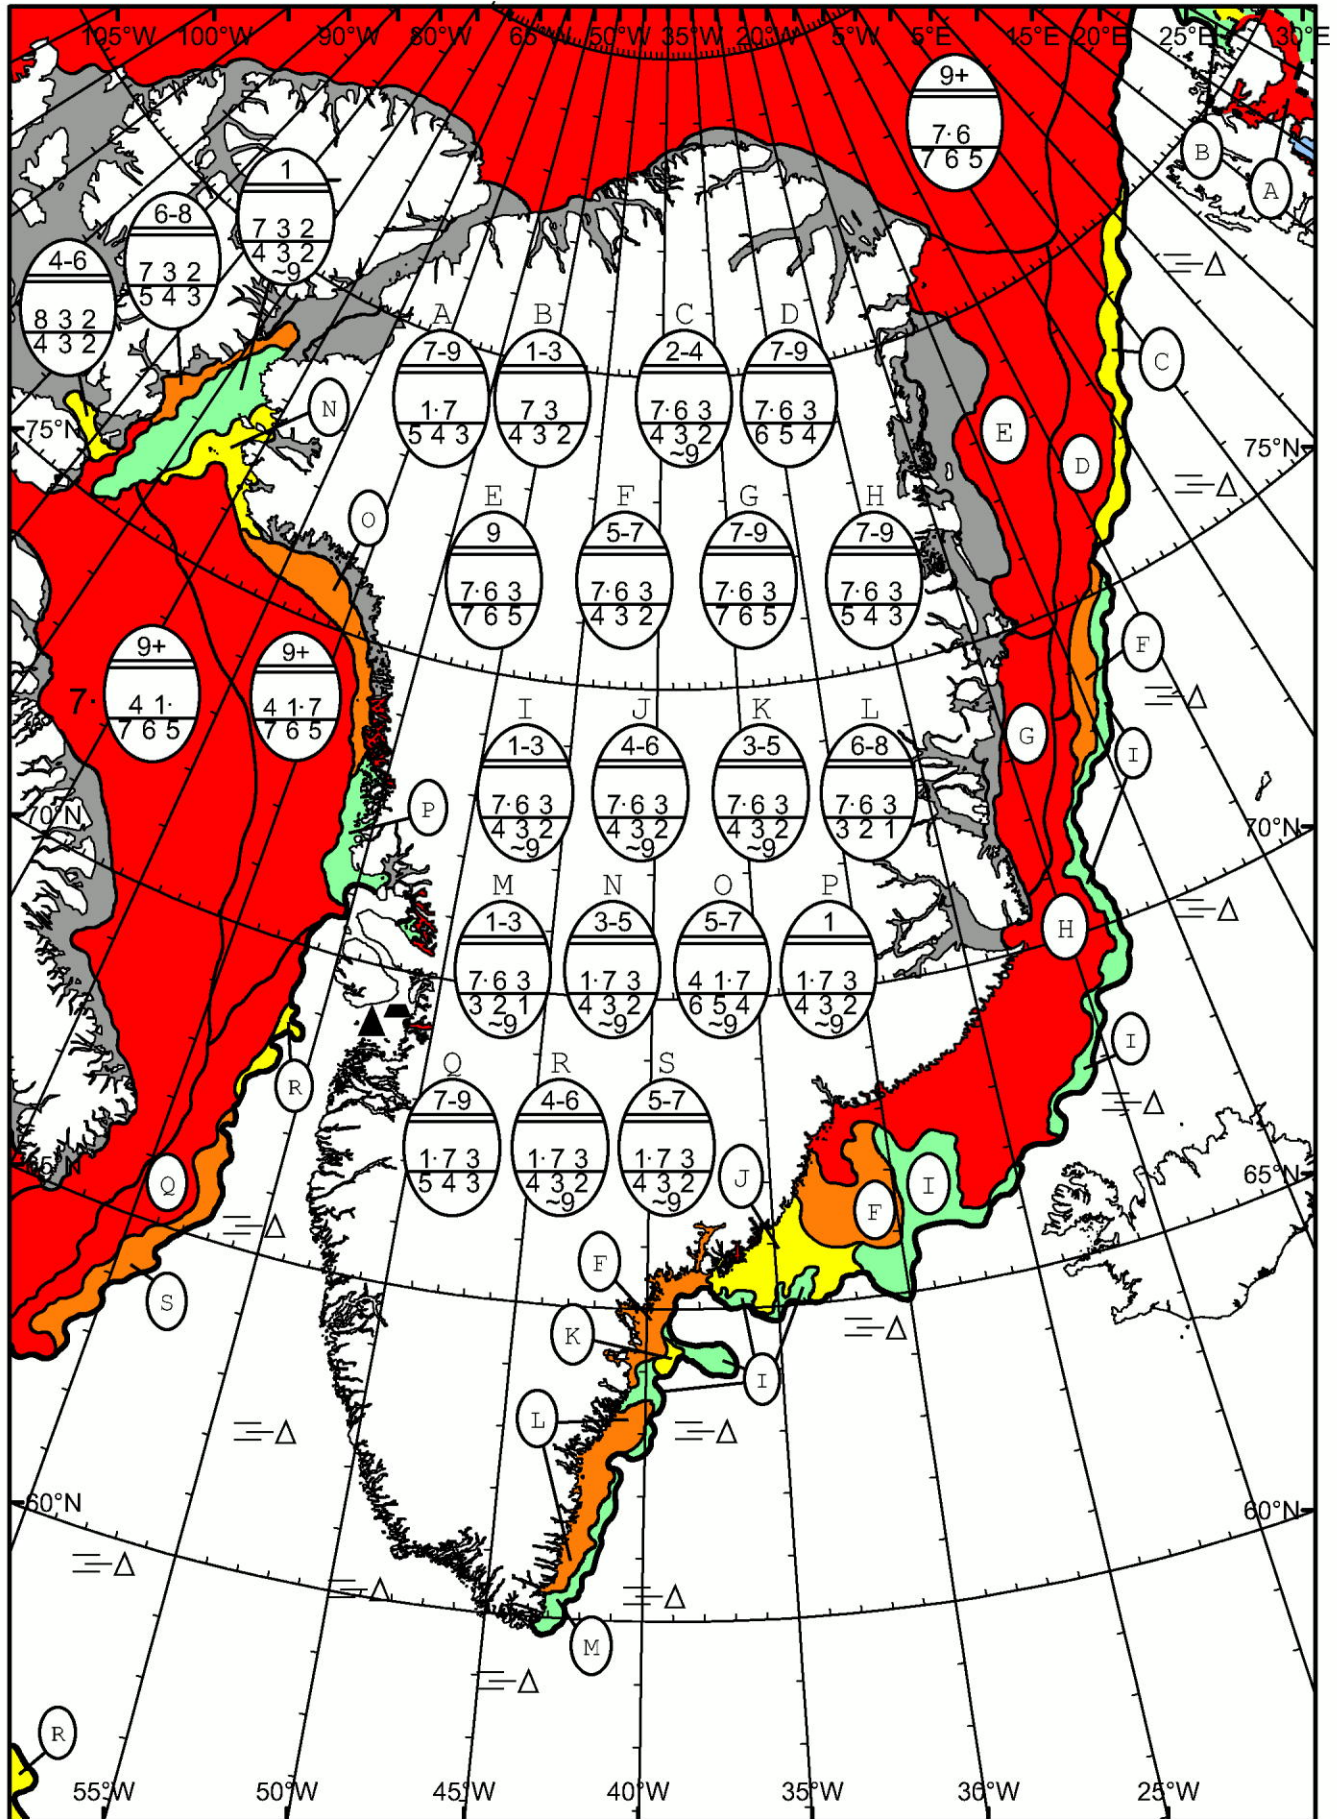 105°W 100°W 90°W 80°W 65°W 50°W 35°W 20°W 5°W 5°E 15°E 20°E 25°E 30°E
9+
7· 6
7 6 5
B
A
1
7 3 2
4 3 2
~9
6-8
7 3 2
5 4 3
4-6
8 3 2
4 3 2
A B C D
7-9 1-3 2-4 7-9
1·7 7 3 7·6 3 7·6 3
5 4 3 4 3 2 4 3 2 6 5 4
~9
C
N
75°N
75°N
E
D
E F G H
O
9 5-7 7-9 7-9
7·6 3 7·6 3 7·6 3 7·6 3
7 6 5 4 3 2 7 6 5 5 4 3
F
9+ 9+
7· 4 1· 4 1·7
7 6 5 7 6 5
G
I
I J K L
1-3 4-6 3-5 6-8
7·6 3 7·6 3 7·6 3 7·6 3
4 3 2 4 3 2 4 3 2 3 2 1
~9 ~9 ~9
P
70°N
70°N
M N O P
1-3 3-5 5-7 1
7·6 3 1·7 3 4 1·7 1·7 3
3 2 1 4 3 2 6 5 4 4 3 2
~9 ~9 ~9 ~9
H
I
R
Q R S
7-9 4-6 5-7
1·7 3 1·7 3 1·7 3
5 4 3 4 3 2 4 3 2
~9 ~9
65°N
Q
J
I
F
65°N
F
S
K
I
L
60°N
60°N
M
R
55°W 50°W 45°W 40°W 35°W 30°W 25°W